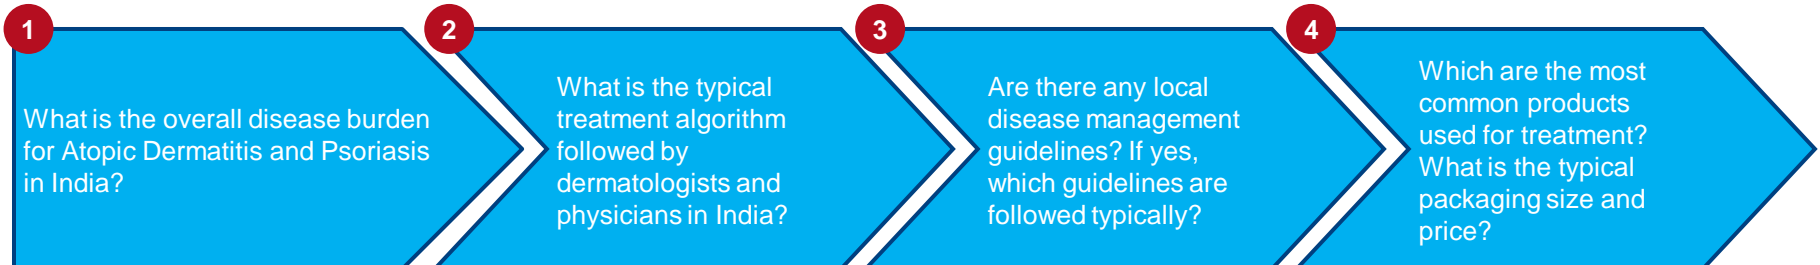 1
What is the overall disease burden
for Atopic Dermatitis and Psoriasis
in India?
2
What is the typical
treatment algorithm
followed by
dermatologists and
physicians in India?
3
Are there any local
disease management
guidelines? If yes,
which guidelines are
followed typically?
4
Which are the most
common products
used for treatment?
What is the typical
packaging size and
price?